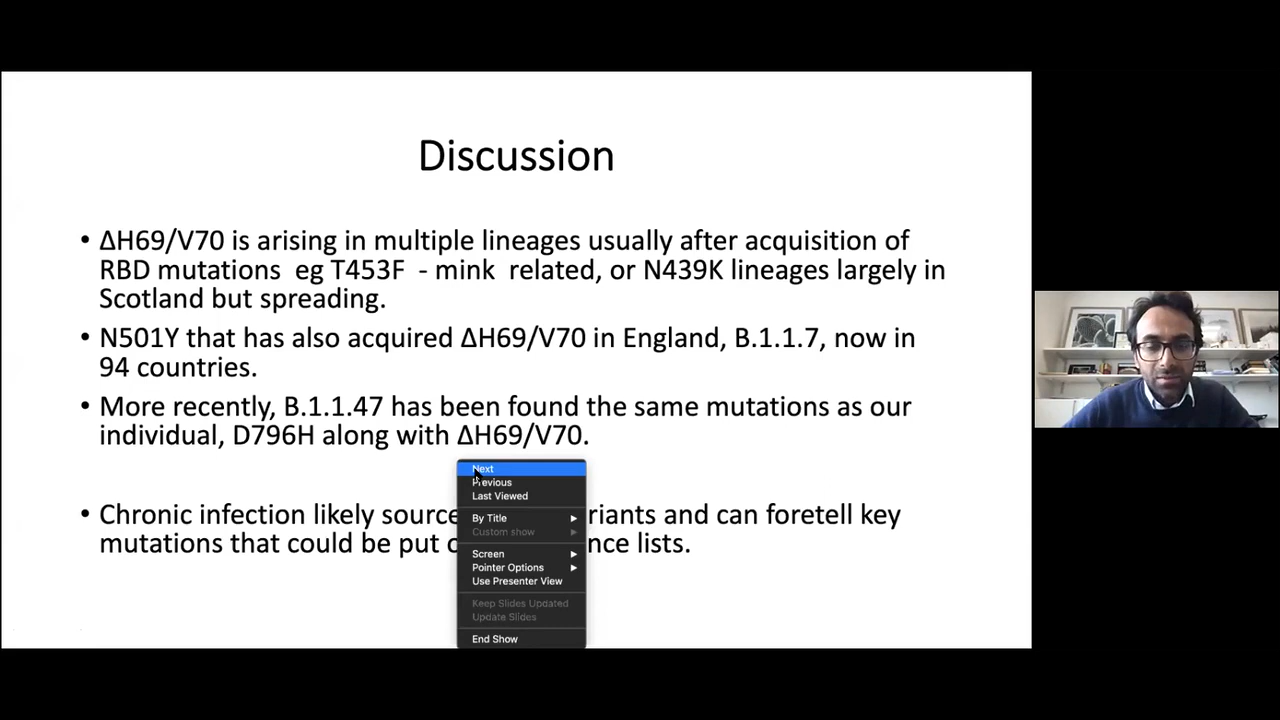 Discussion
• ΔH69/V70 is arising in multiple lineages usually after acquisition of
RBD mutations eg T453F - mink related, or N439K lineages largely in
Scotland but spreading.
• N501Y that has also acquired ΔH69/V70 in England, B.1.1.7, now in
94 countries.
• More recently, B.1.1.47 has been found the same mutations as our
individual, D796H along with ΔH69/V70.
• Chronic infection likely source riants and can foretell key
mutations that could be put nce lists.
Next
Previous
Last Viewed
By Title
Custom show
Screen
Pointer Options
Use Presenter View
Keep Slides Updated
Update Slides
End Show